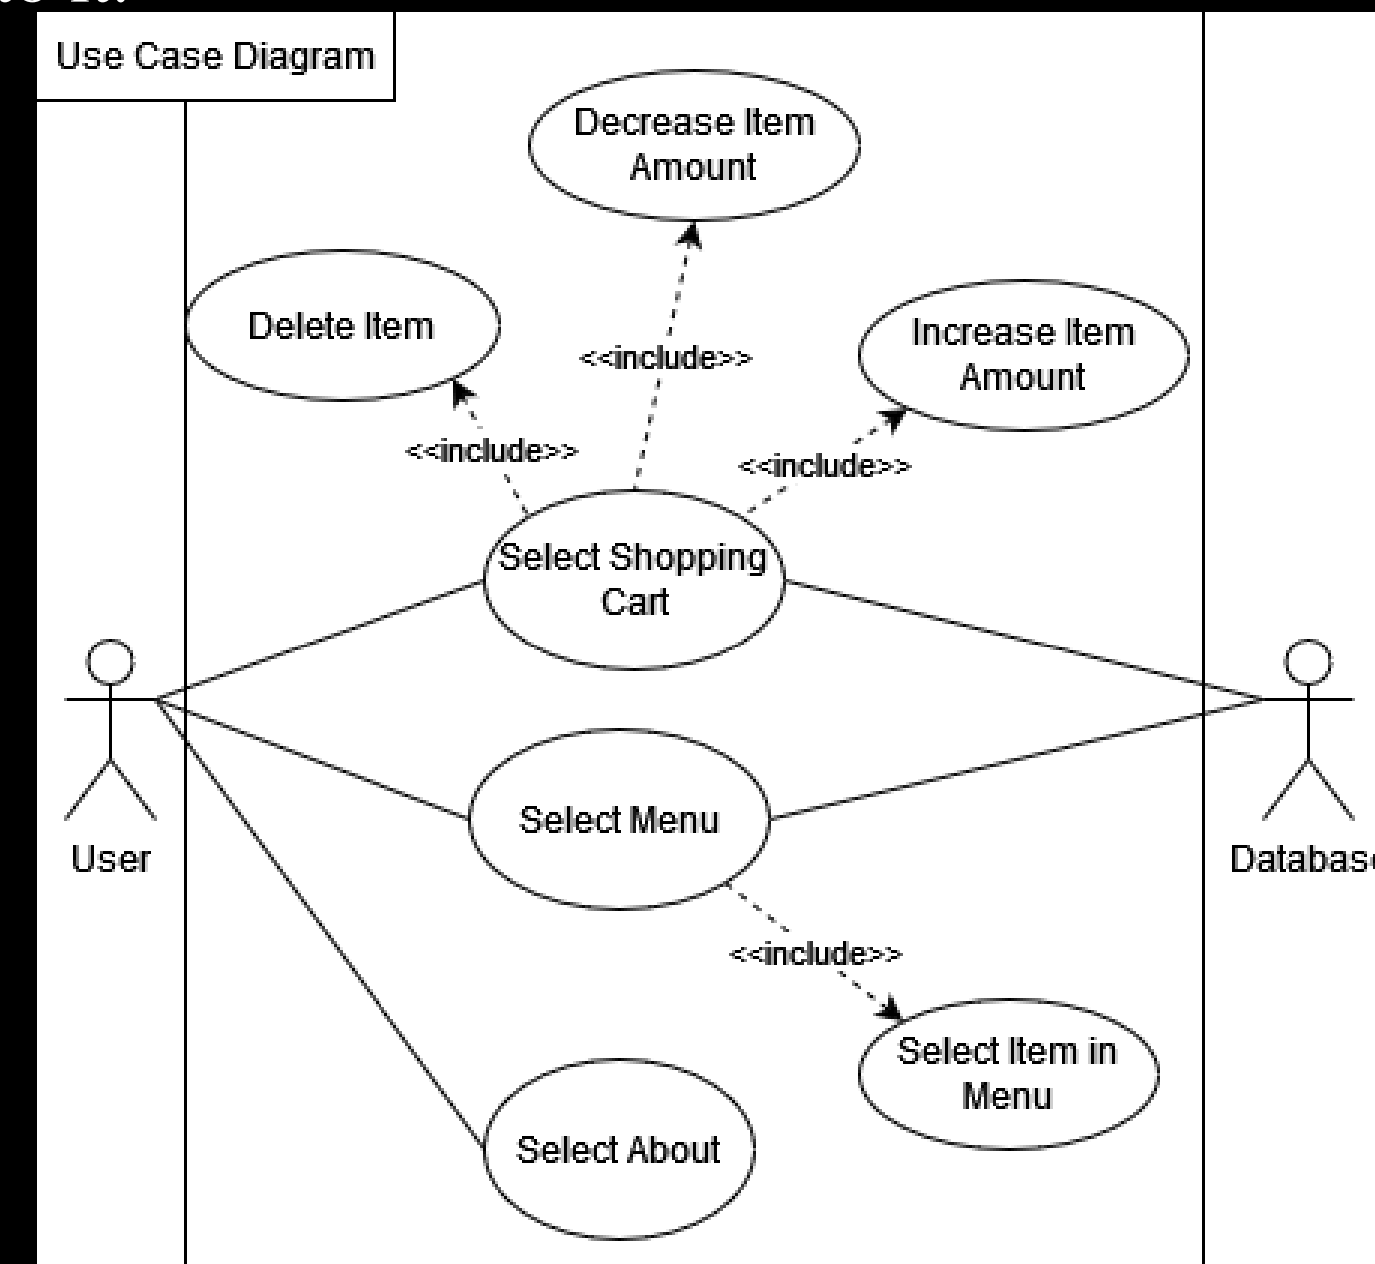 Use Case Diagram
Decrease Item
Amount
Delete Item
Increase Item
Amount
<<include>>
<<include>>
<<include>>
Select Shopping
Cart
User
Select Menu
Database
<<include>>
Select Item in
Menu
Select About